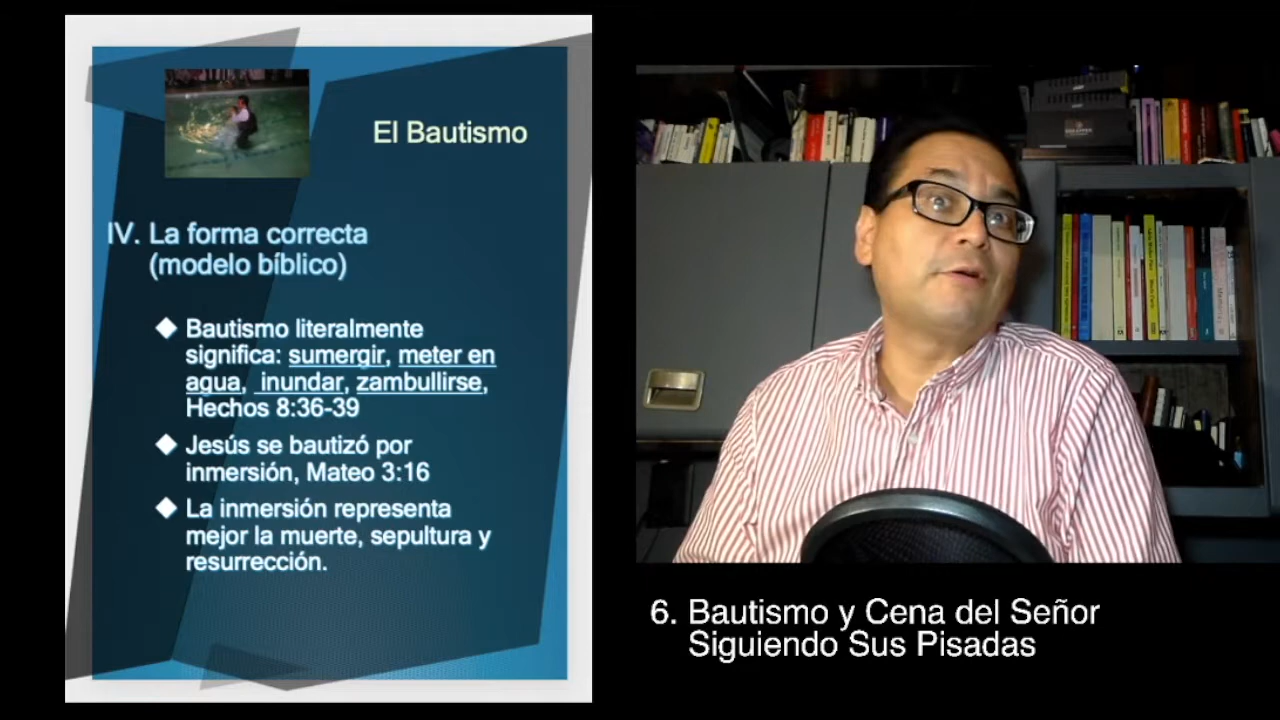 El Bautismo
IV. La forma correcta
(modelo bíblico)
Bautismo literalmente
significa: sumergir, meter en
agua, inundar, zambullirse,
Hechos 8:36-39
Jesús se bautizó por
inmersión, Mateo 3:16
La inmersión representa
mejor la muerte, sepultura y
resurrección.
6. Bautismo y Cena del Señor
Siguiendo Sus Pisadas